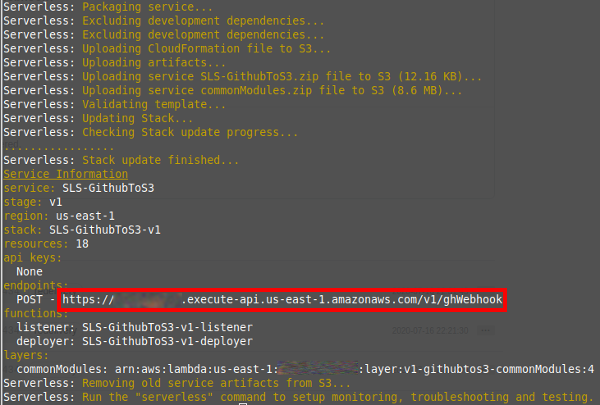 Serverless: Packaging service...
Serverless: Excluding development dependencies...
Serverless: Excluding development dependencies...
Serverless: Uploading CloudFormation file to S3...
Serverless: Uploading artifacts...
Serverless: Uploading service SLS-GithubToS3.zip file to S3 (12.16 KB)...
Serverless: Uploading service commonModules.zip file to S3 (8.6 MB)...
Serverless: Validating template...
Serverless: Updating Stack...
Serverless: Checking Stack update progress...
................
Serverless: Stack update finished...
Service Information
service: SLS-GithubToS3
stage: v1
region: us-east-1
stack: SLS-GithubToS3-v1
resources: 18
api keys:
None
endpoints:
POST - https:// .execute-api.us-east-1.amazonaws.com/v1/ghWebhook
functions:
listener: SLS-GithubToS3-v1-listener
deployer: SLS-GithubToS3-v1-deployer
layers:
commonModules: arn:aws:lambda:us-east-1: :layer:v1-githubtos3-commonModules:4
Serverless: Removing old service artifacts from S3...
Serverless: Run the "serverless" command to setup monitoring, troubleshooting and testing.